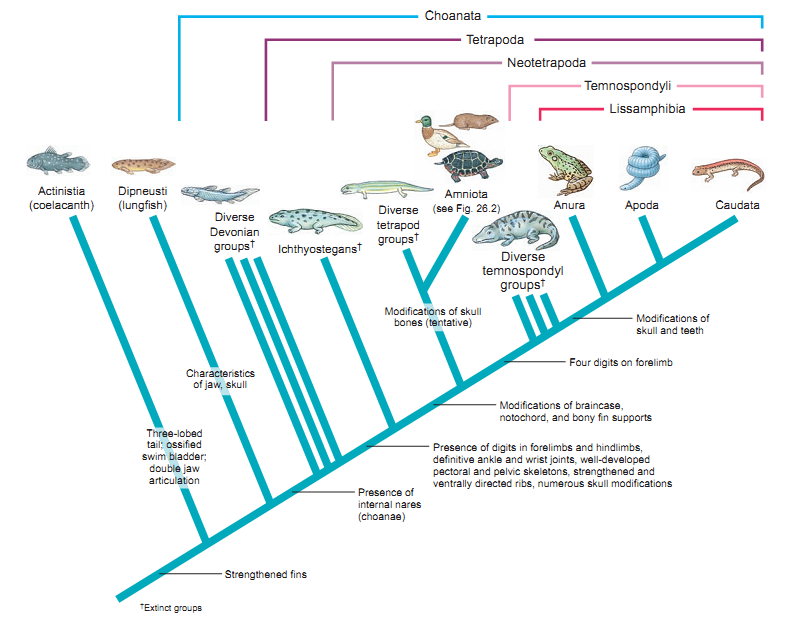 Choanata
Tetrapoda
Neotetrapoda
Temnospondyli
Lissamphibia
Actinistia
(coelacanth)
Dipneusti
(lungfish)
Diverse
Devonian
groups†
Ichthyostegans†
Diverse
tetrapod
groups†
Amniota
(see Fig. 26.2)
Diverse
temnospondyl
groups†
Anura
Apoda
Caudata
Modifications of skull
bones (tentative)
Modifications of
skull and teeth
Four digits on forelimb
Characteristics
of jaw, skull
Modifications of braincase,
notochord, and bony fin supports
Three-lobed
tail; ossified
swim bladder;
double jaw
articulation
Presence of digits in forelimbs and hindlimbs,
definitive ankle and wrist joints, well-developed
pectoral and pelvic skeletons, strengthened and
ventrally directed ribs, numerous skull modifications
Presence of
internal nares
(choanae)
Strengthened fins
†Extinct groups